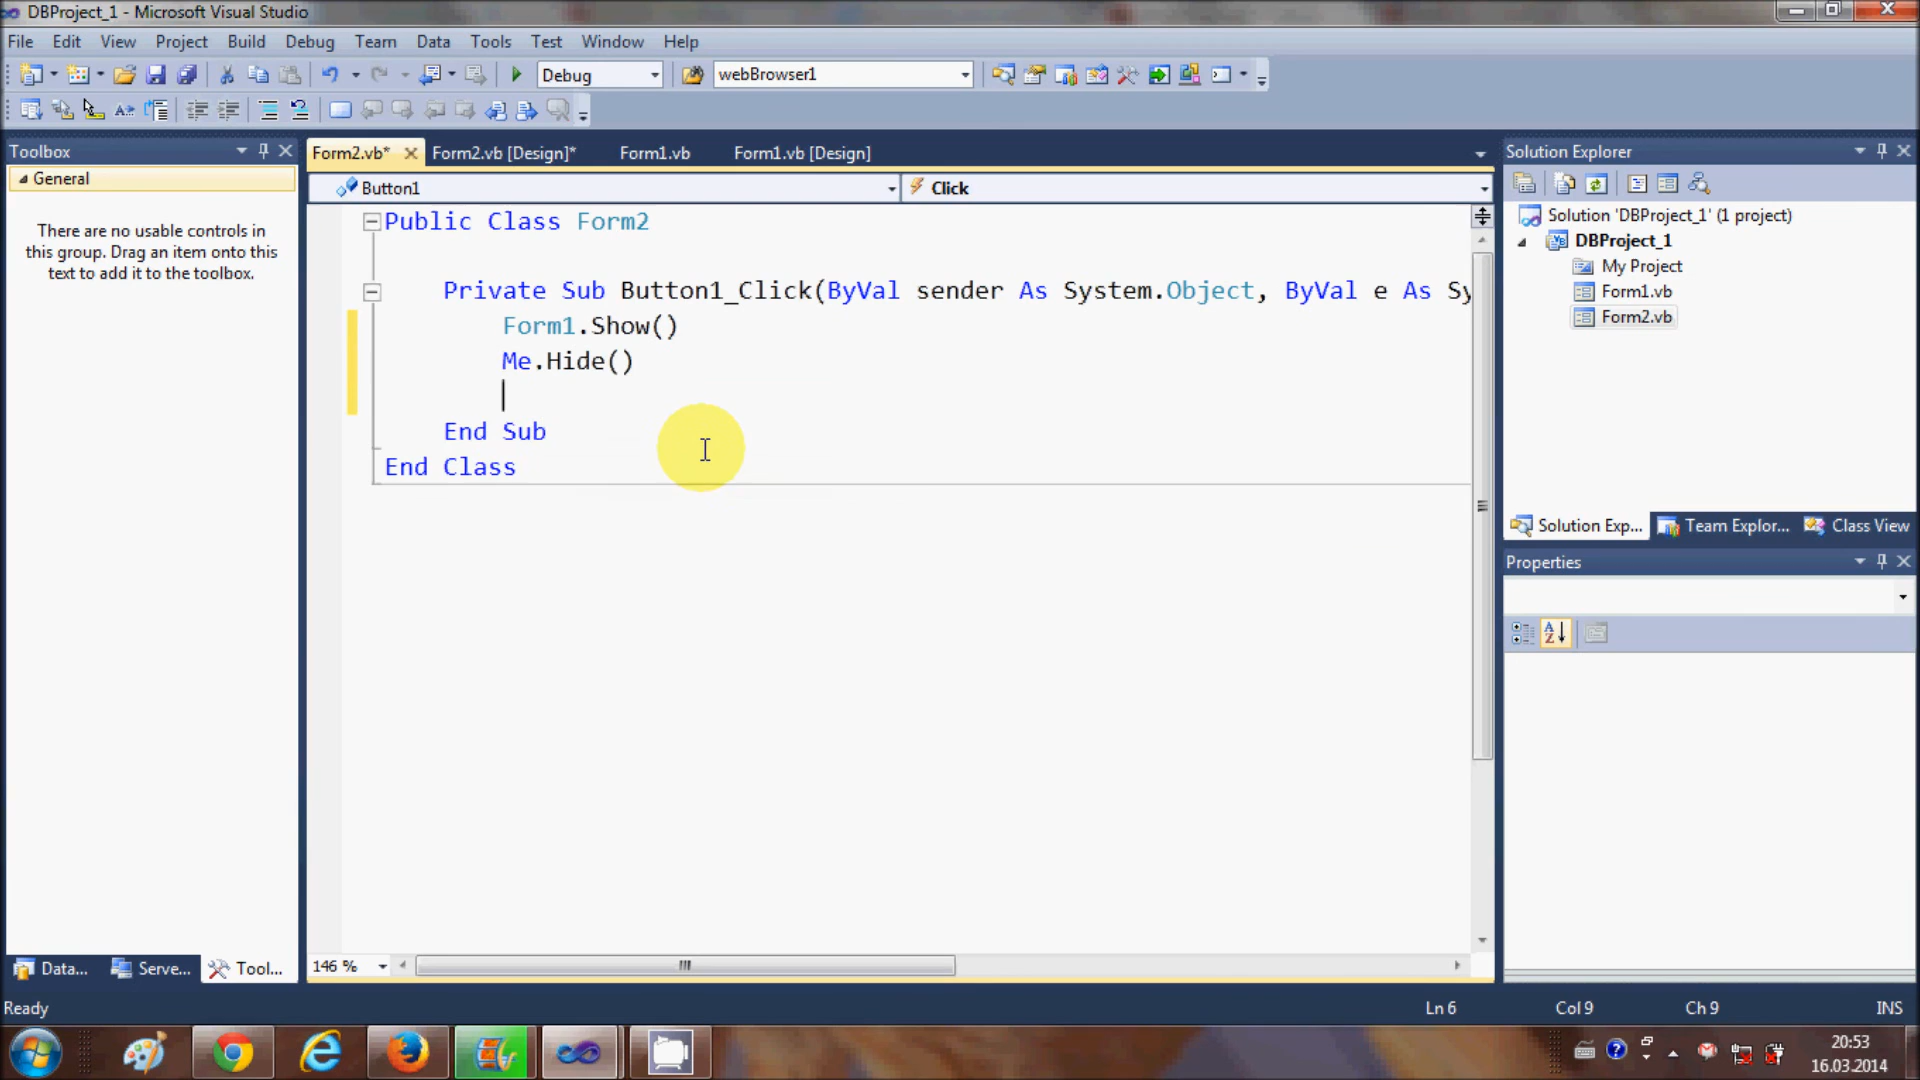 DBProject_1 - Microsoft Visual Studio
File Edit View Project Build Debug Team Data Tools Test Window Help
Debug webBrowser1
Toolbox
General
There are no usable controls in
this group. Drag an item onto this
text to add it to the toolbox.
Data... Serve... Tool...
Form2.vb* Form2.vb [Design]* Form1.vb Form1.vb [Design]
Button1 Click
Public Class Form2
Private Sub Button1_Click(ByVal sender As System.Object, ByVal e As Sy
Form1.Show()
Me.Hide()
End Sub
End Class
146 %
Solution Explorer
Solution 'DBProject_1' (1 project)
DBProject_1
My Project
Form1.vb
Form2.vb
Solution Exp... Team Explor... Class View
Properties
Ready Ln 6 Col 9 Ch 9 INS
20:53
16.03.2014